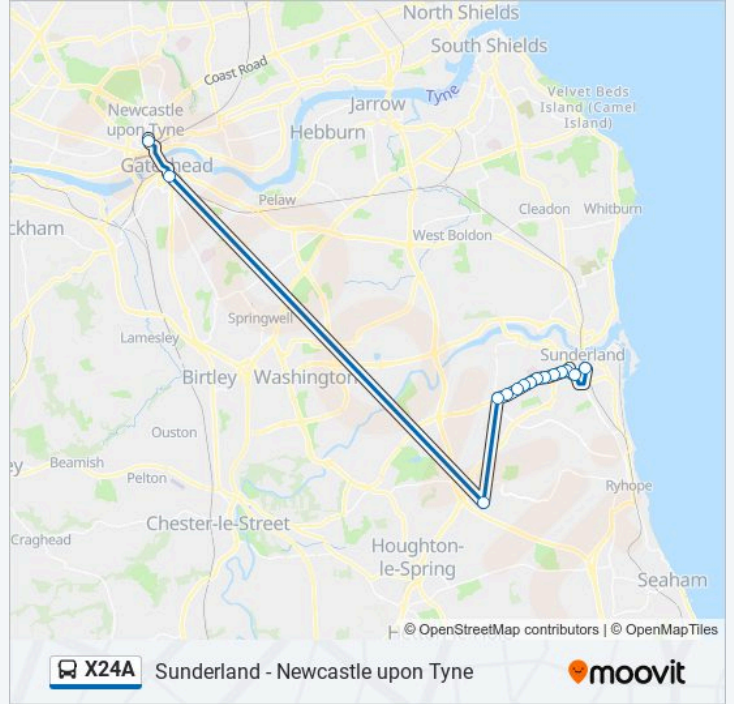 North Shields
South Shields
Coast Road
Tyne
Velvet Beds
Island (Camel
Island)
Jarrow
Newcastle
upon Tyne
Hebburn
Gateshead
Pelaw
Cleadon
Whitburn
ckham
West Boldon
Springwell
Lamesley
Sunderland
Birtley
Washington
Ouston
ey
Beamish
Pelton
Ryhope
Chester-le-Street
Craghead
Houghton-
le-Spring
Seaham
© OpenStreetMap contributors | © OpenMapTiles
X24A
Sunderland - Newcastle upon Tyne
moovit